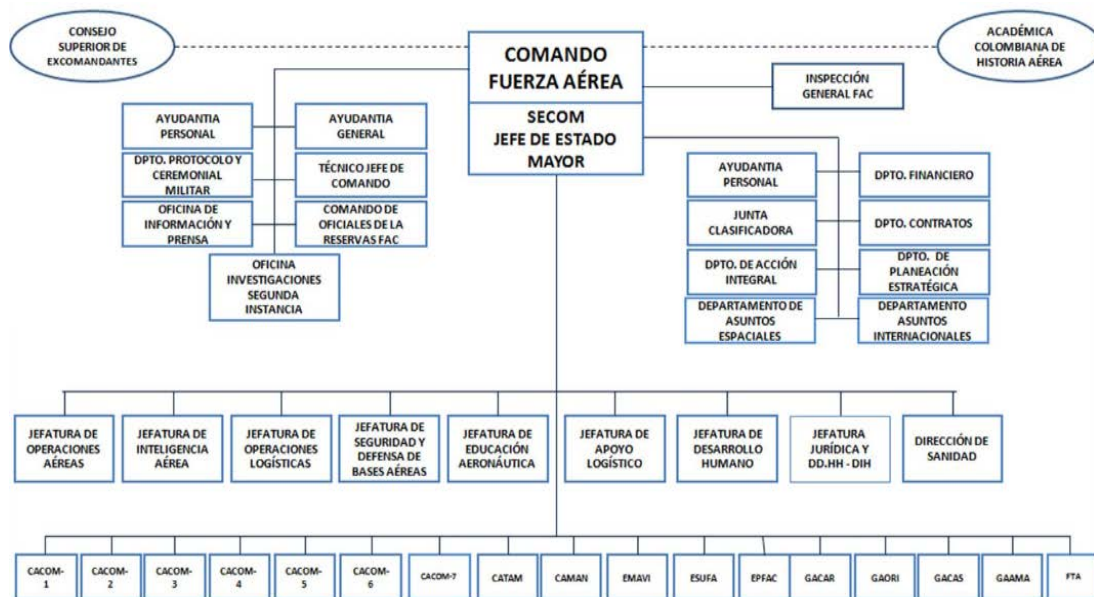 CONSEJO
SUPERIOR DE
EXCOMANDANTES
COMANDO
FUERZA AÉREA
SECOM
JEFE DE ESTADO
MAYOR
ACADÉMICA
COLOMBIANA DE
HISTORIA AÉREA
INSPECCIÓN
GENERAL FAC
AYUDANTIA
PERSONAL
AYUDANTIA
GENERAL
DPTO. PROTOCOLO Y
CEREMONIAL
MILITAR
TÉCNICO JEFE DE
COMANDO
OFICINA DE
INFORMACIÓN Y
PRENSA
COMANDO DE
OFICIALES DE LA
RESERVAS FAC
OFICINA
INVESTIGACIONES
SEGUNDA
INSTANCIA
AYUDANTIA
PERSONAL
DPTO. FINANCIERO
JUNTA
CLASIFICADORA
DPTO. CONTRATOS
DPTO. DE ACCIÓN
INTEGRAL
DPTO. DE
PLANEACIÓN
ESTRATÉGICA
DEPARTAMENTO DE
ASUNTOS
ESPACIALES
DEPARTAMENTO
ASUNTOS
INTERNACIONALES
JEFATURA DE
OPERACIONES
AÉREAS
JEFATURA DE
INTELIGENCIA
AÉREA
JEFATURA DE
OPERACIONES
LOGÍSTICAS
JEFATURA DE
SEGURIDAD Y
DEFENSA DE
BASES AÉREAS
JEFATURA DE
EDUCACIÓN
AERONÁUTICA
JEFATURA DE
APOYO
LOGÍSTICO
JEFATURA DE
DESARROLLO
HUMANO
JEFATURA
JURÍDICA Y
DD.HH - DIH
DIRECCIÓN DE
SANIDAD
CACOM-
1
CACOM-
2
CACOM-
3
CACOM-
4
CACOM-
5
CACOM-
6
CACOM-7
CATAM
CAMAN
EMAVI
ESUFA
EPFAC
GACAR
GAORI
GACAS
GAAMA
FTA